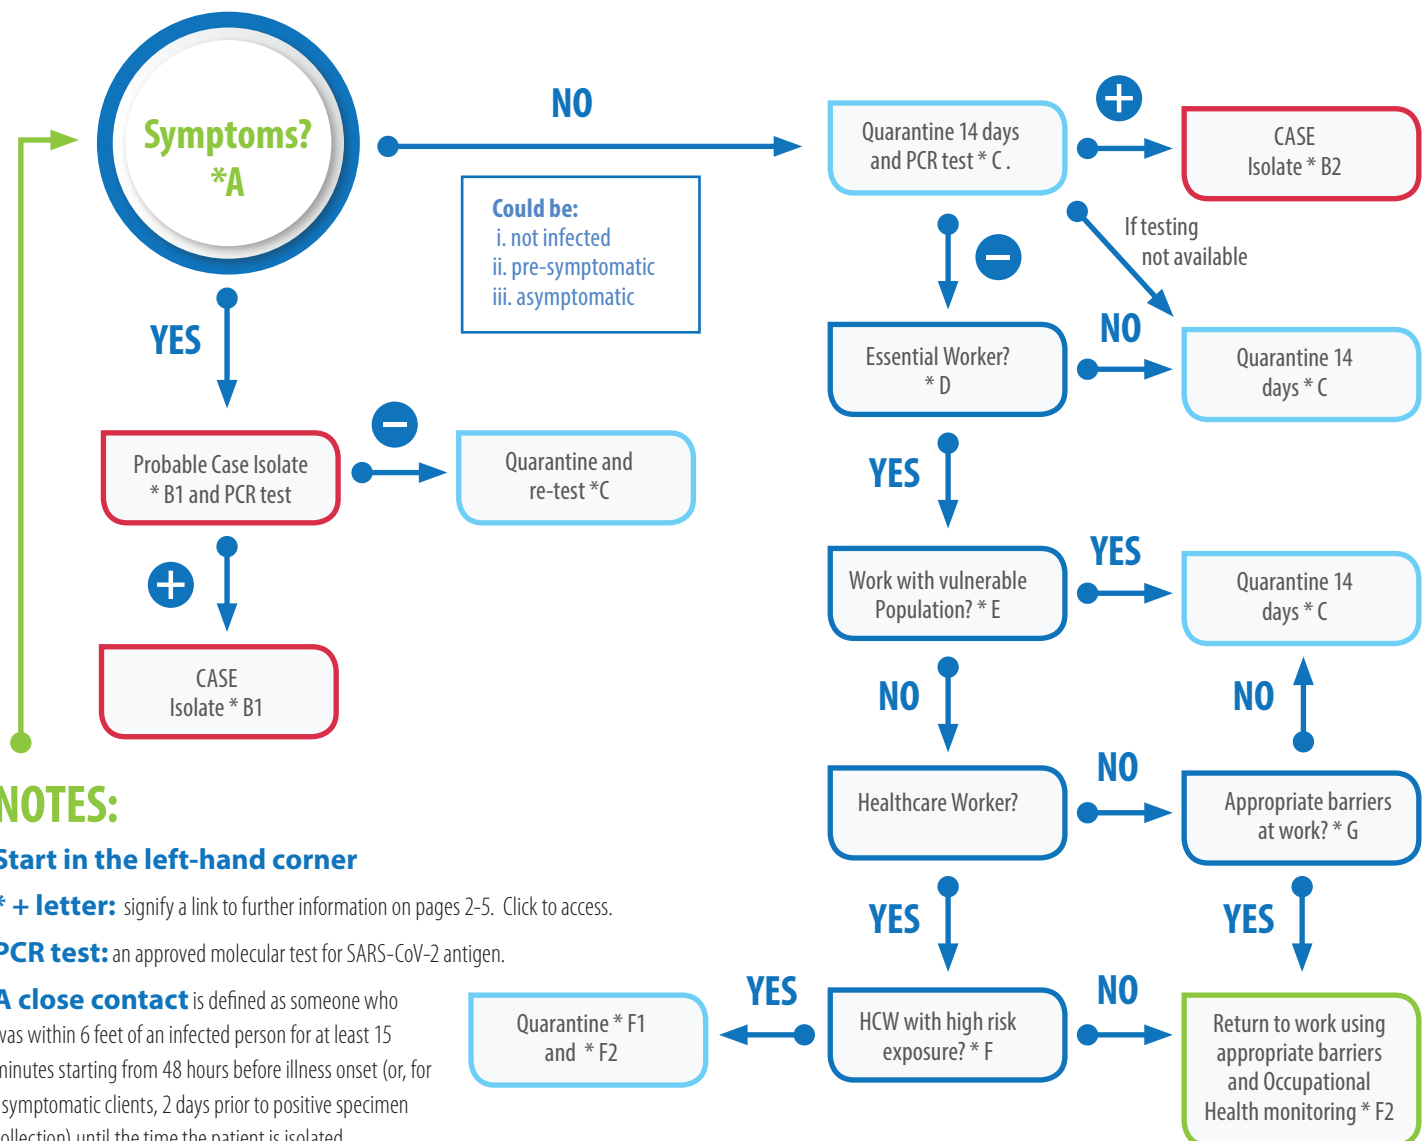 Symptoms?
*A
NO
Could be:
i. not infected
ii. pre-symptomatic
iii. asymptomatic
YES
Probable Case Isolate
* B1 and PCR test
Quarantine and
re-test *C
CASE
Isolate * B1
Quarantine 14 days
and PCR test * C .
CASE
Isolate * B2
If testing
not available
Essential Worker?
* D
NO
Quarantine 14
days * C
YES
Work with vulnerable
Population? * E
YES
Quarantine 14
days * C
NO
NO
Healthcare Worker?
NO
Appropriate barriers
at work? * G
YES
YES
HCW with high risk
exposure? * F
YES
Quarantine * F1
and * F2
NO
Return to work using
appropriate barriers
and Occupational
Health monitoring * F2
NOTES:
Start in the left-hand corner
* + letter: signify a link to further information on pages 2-5. Click to access.
PCR test: an approved molecular test for SARS-CoV-2 antigen.
A close contact is defined as someone who
was within 6 feet of an infected person for at least 15
minutes starting from 48 hours before illness onset (or, for
symptomatic clients, 2 days prior to positive specimen
collection) until the time the patient is isolated